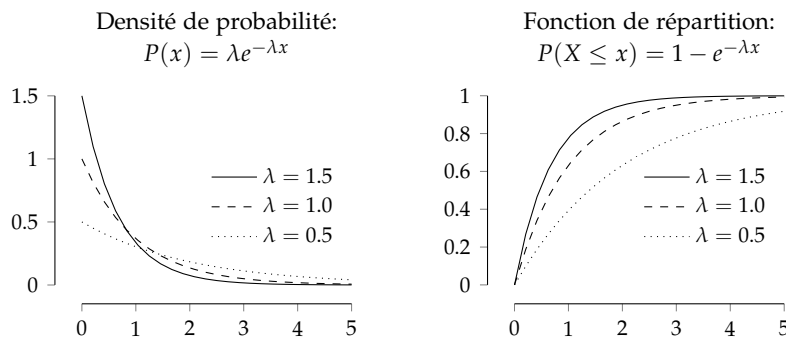 Densité de probabilité:
P(x) = λe^{−λx}
1.5
1
0.5
0
λ = 1.5
λ = 1.0
λ = 0.5
0 1 2 3 4 5
Fonction de répartition:
P(X ≤ x) = 1 − e^{−λx}
1
0.8
0.6
0.4
0.2
0
λ = 1.5
λ = 1.0
λ = 0.5
0 1 2 3 4 5